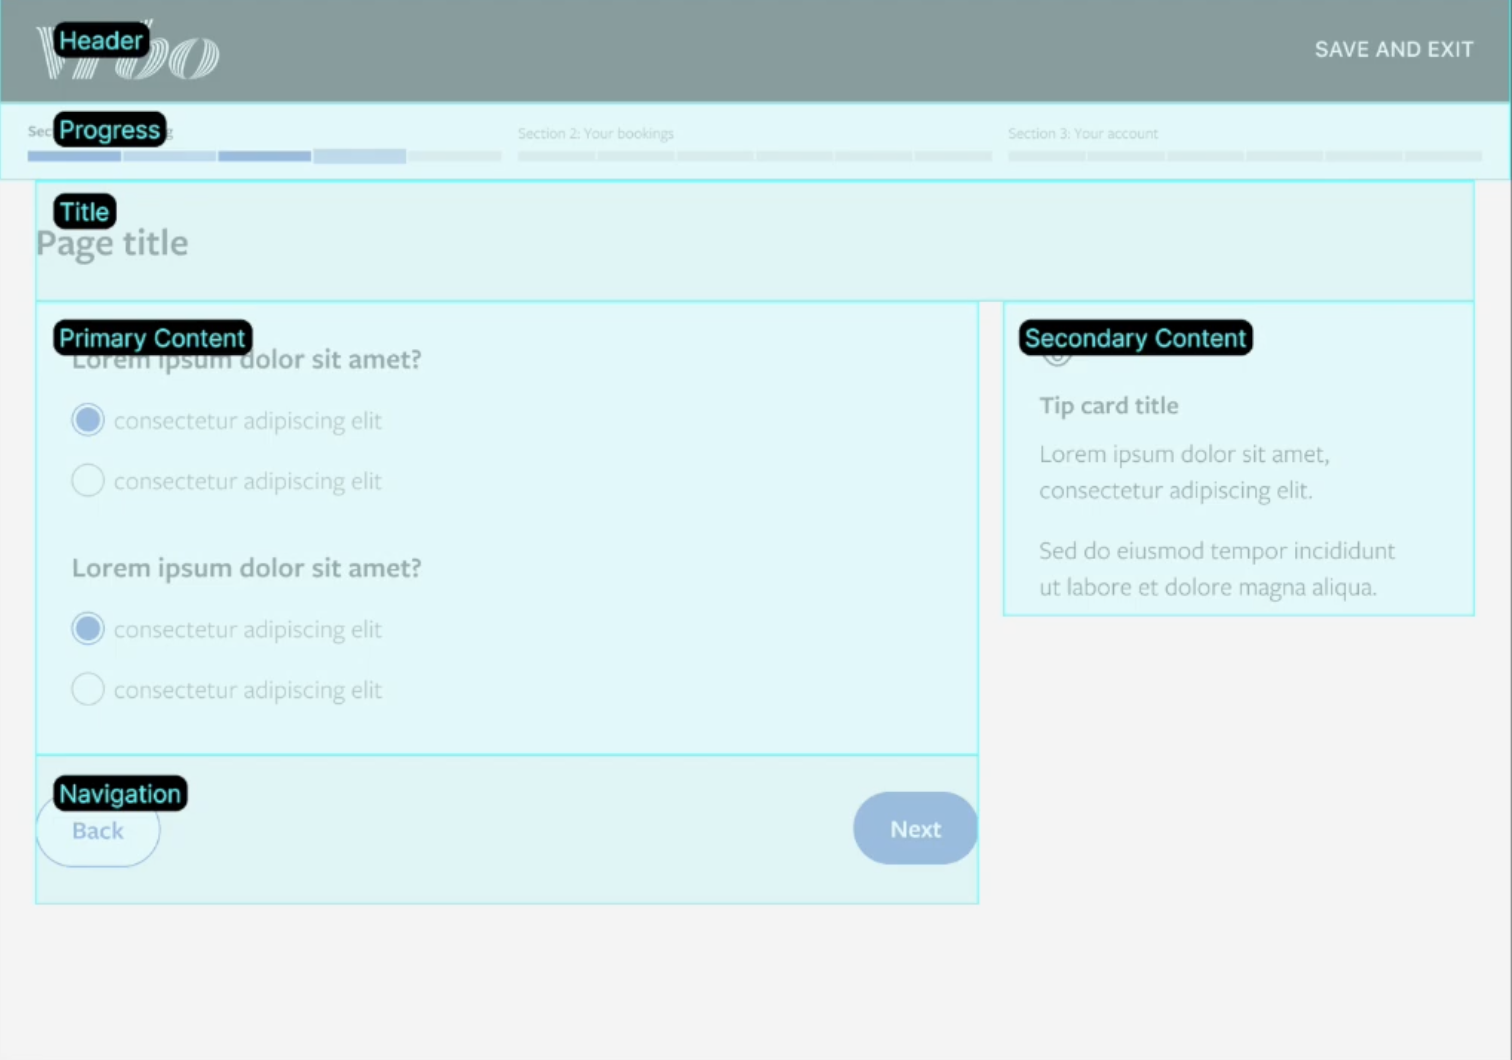 Header
Vrbo
SAVE AND EXIT
Progress
Section 2: Your bookings
Section 3: Your account
Title
Page title
Primary Content
Lorem ipsum dolor sit amet?
consectetur adipiscing elit
consectetur adipiscing elit
Lorem ipsum dolor sit amet?
consectetur adipiscing elit
consectetur adipiscing elit
Navigation
Back
Next
Secondary Content
Tip card title
Lorem ipsum dolor sit amet,
consectetur adipiscing elit.
Sed do eiusmod tempor incididunt
ut labore et dolore magna aliqua.